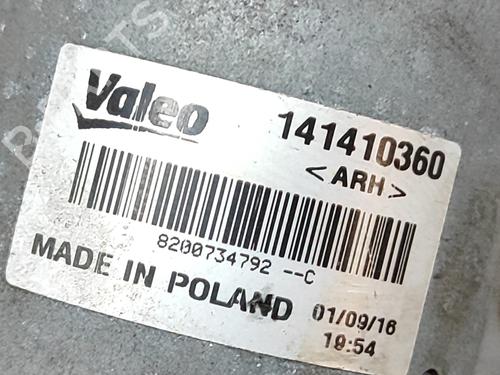 Valeo
141410360
<ARH>
8200734792 --C
MADE IN POLAND
01/09/16
19:54